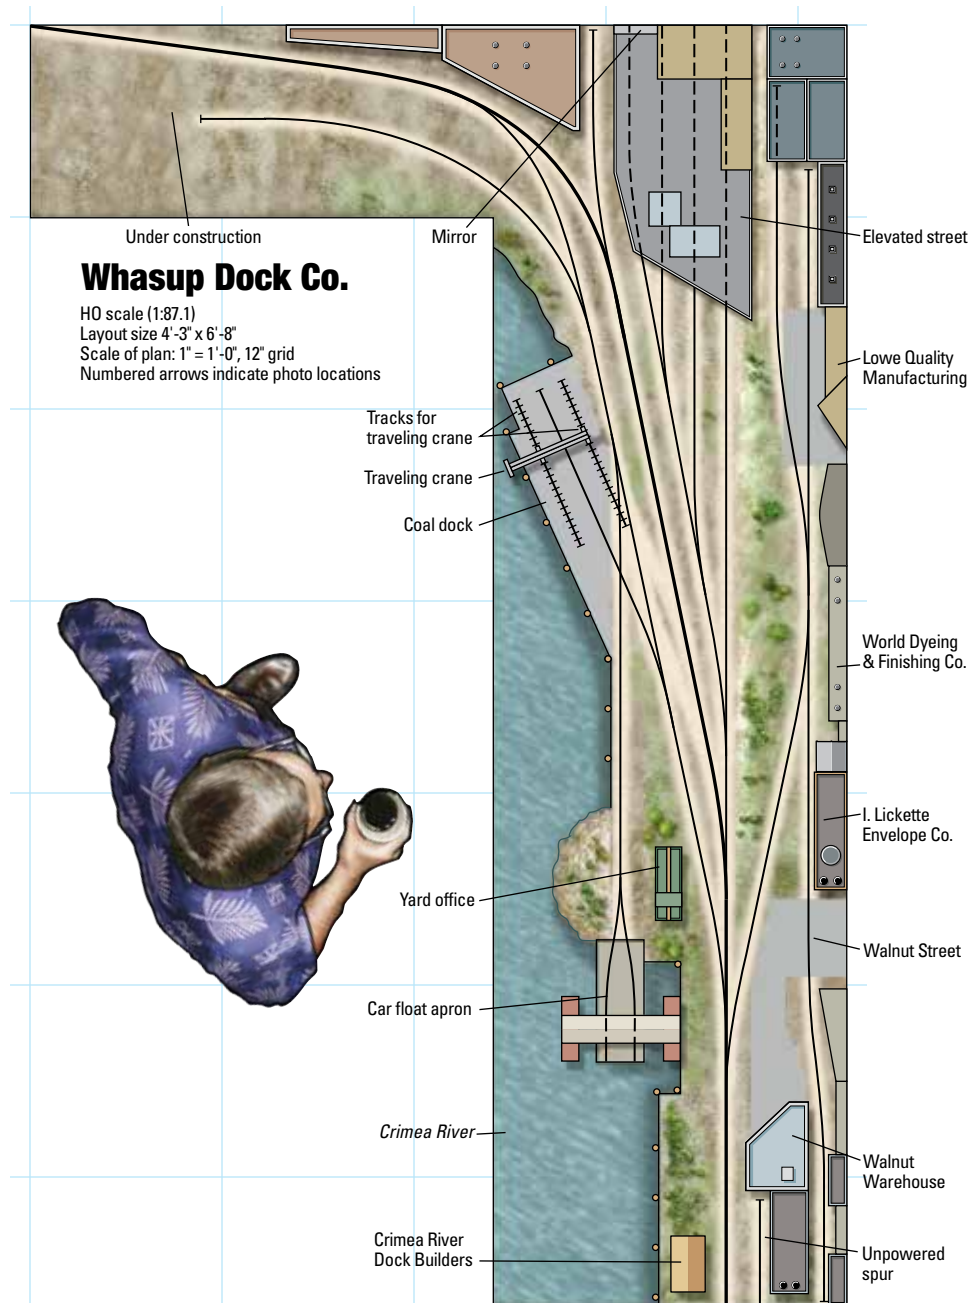 Under construction
Mirror
Elevated street
Whasup Dock Co.
HO scale (1:87.1)
Layout size 4'-3" x 6'-8"
Scale of plan: 1" = 1'-0", 12" grid
Numbered arrows indicate photo locations
Lowe Quality
Manufacturing
Tracks for
traveling crane
Traveling crane
Coal dock
World Dyeing
& Finishing Co.
I. Lickette
Envelope Co.
Yard office
Walnut Street
Car float apron
Crimea River
Walnut
Warehouse
Crimea River
Dock Builders
Unpowered
spur